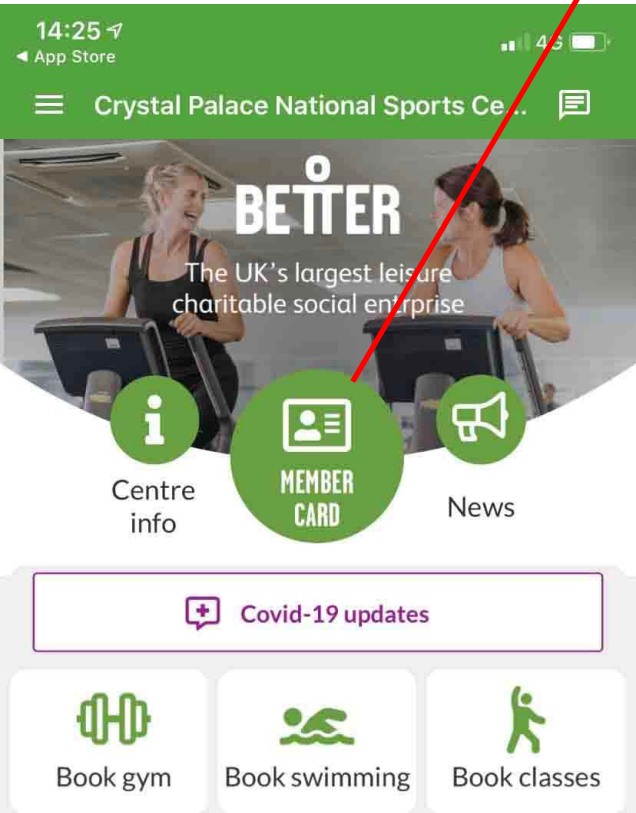 14:25
◀ App Store
4G
Crystal Palace National Sports Ce...
BETTER
The UK's largest leisure
charitable social entrprise
MEMBER
CARD
Centre
info
News
Covid-19 updates
Book gym
Book swimming
Book classes